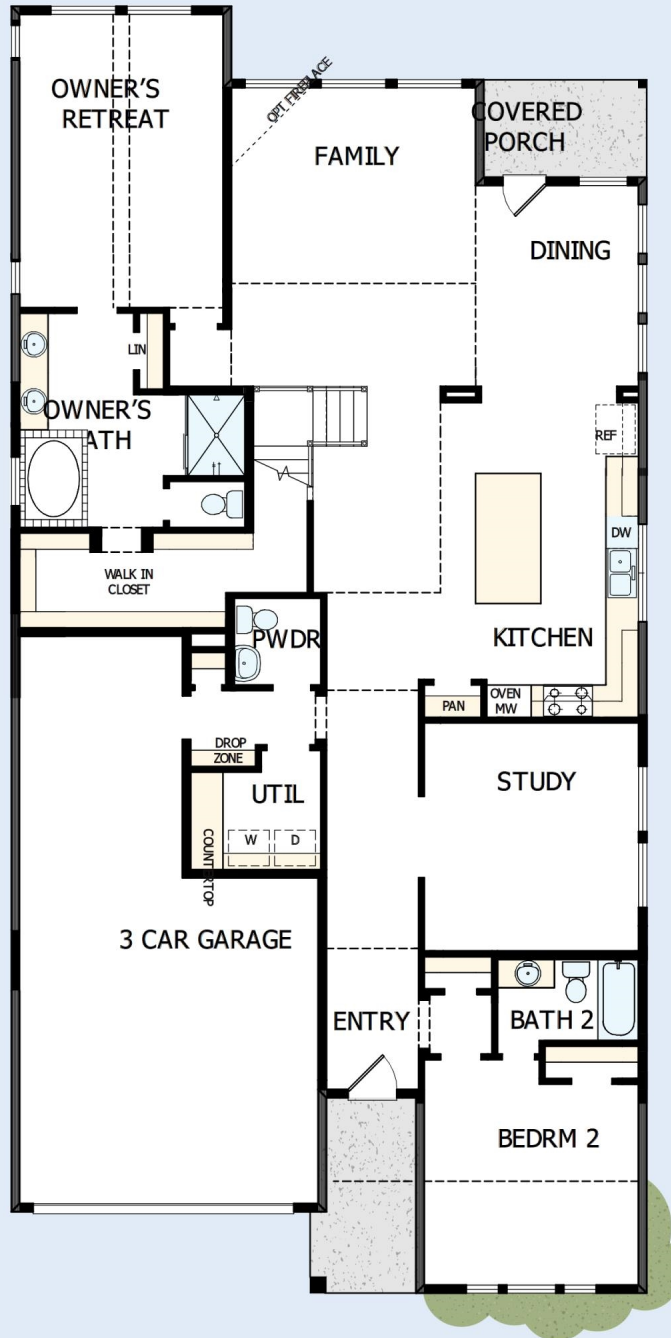 OWNER'S
RETREAT
OPT FIREPLACE
FAMILY
COVERED
PORCH
DINING
LIN
OWNER'S
ATH
REF
DW
WALK IN
CLOSET
PWDR
KITCHEN
PAN
OVEN
MW
DROP
ZONE
UTIL
W
D
COUNTERTOP
STUDY
3 CAR GARAGE
ENTRY
BATH 2
BEDRM 2